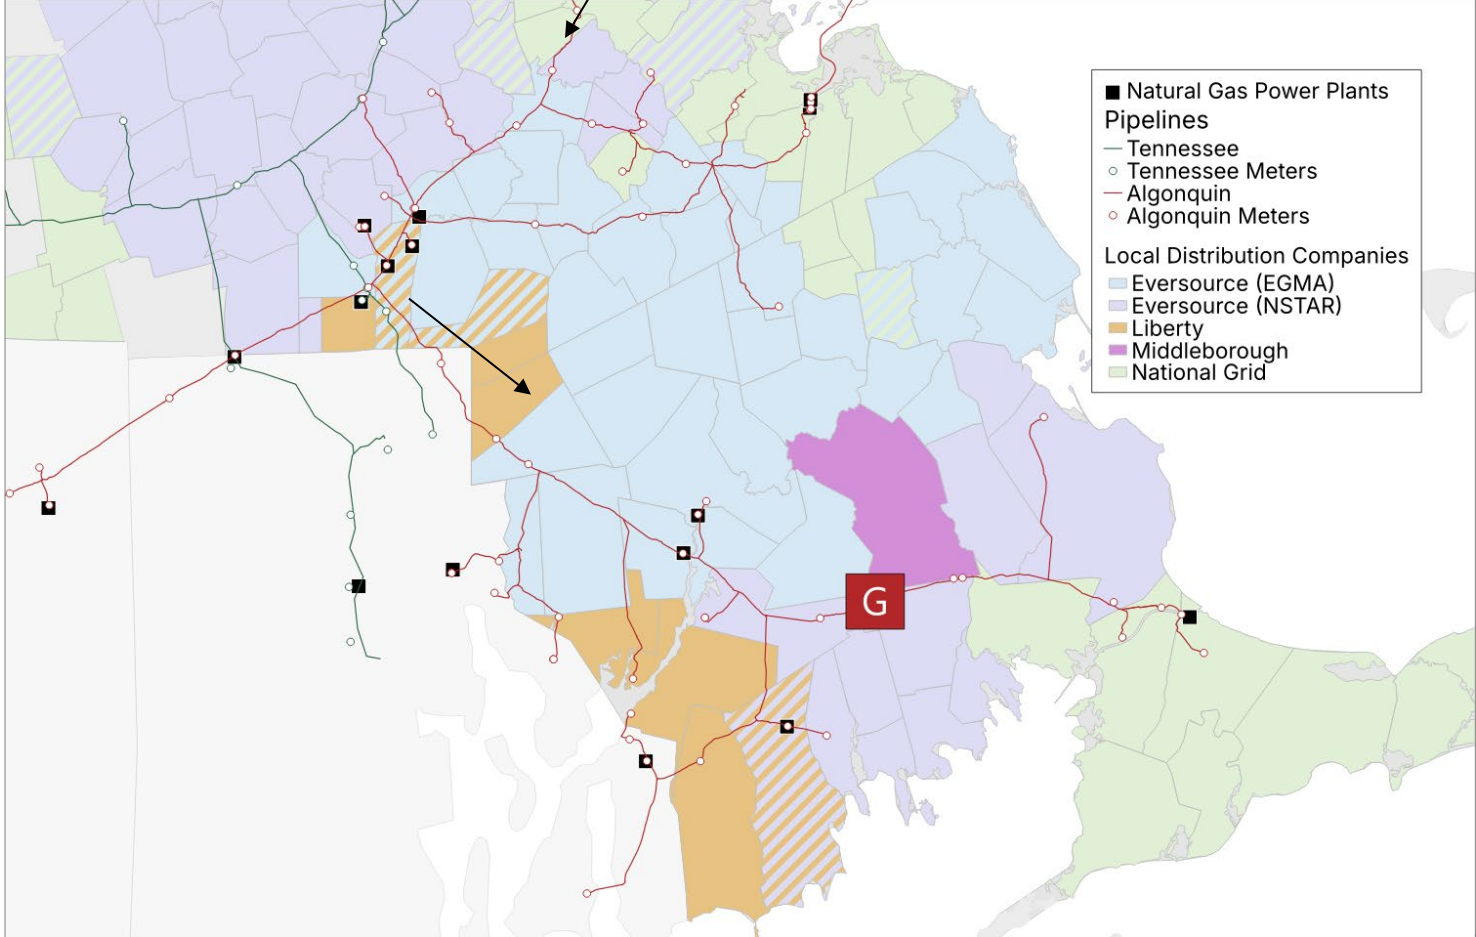 Natural Gas Power Plants
Pipelines
Tennessee
Tennessee Meters
Algonquin
Algonquin Meters
Local Distribution Companies
Eversource (EGMA)
Eversource (NSTAR)
Liberty
Middleborough
National Grid
G